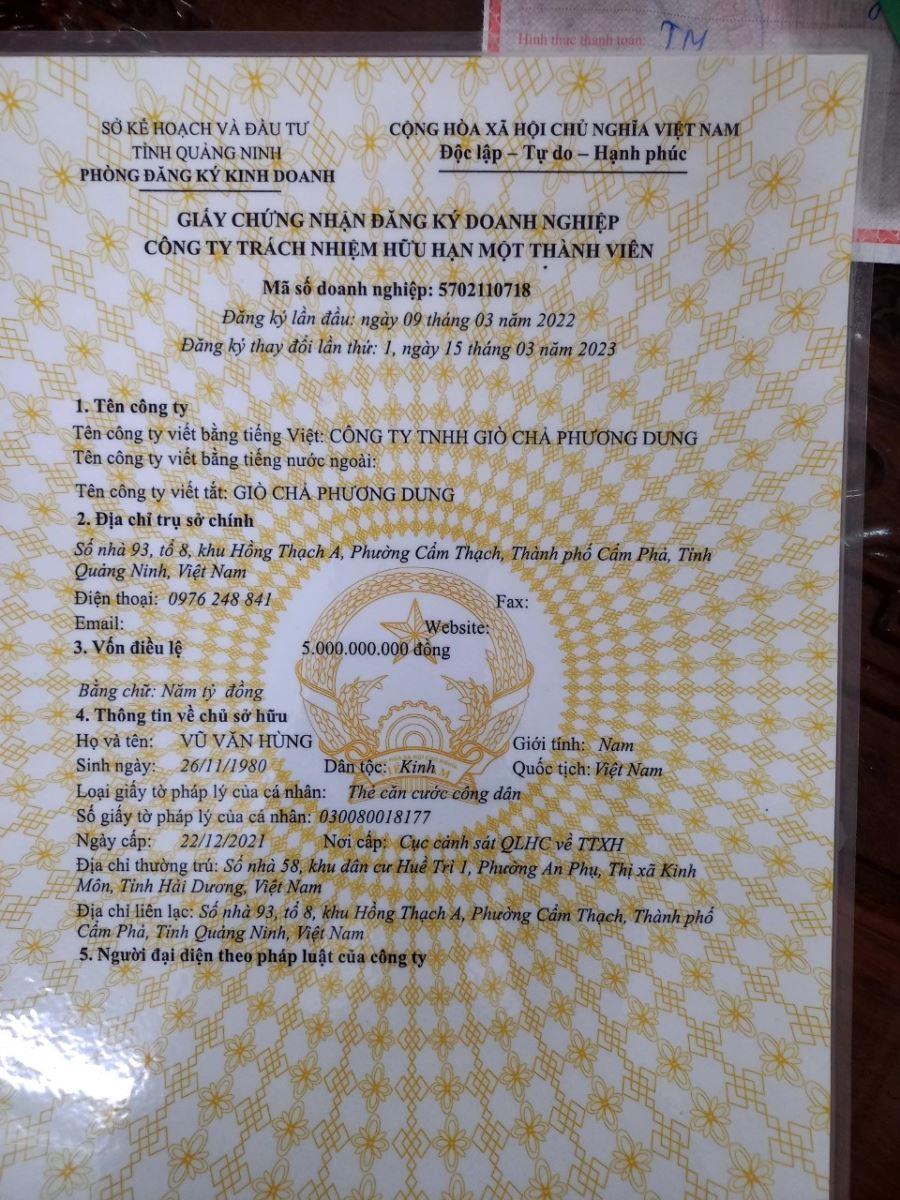 Hình thức thanh toán: TM
SỞ KẾ HOẠCH VÀ ĐẦU TƯ
TỈNH QUẢNG NINH
PHÒNG ĐĂNG KÝ KINH DOANH
CỘNG HÒA XÃ HỘI CHỦ NGHĨA VIỆT NAM
Độc lập – Tự do – Hạnh phúc
GIẤY CHỨNG NHẬN ĐĂNG KÝ DOANH NGHIỆP
CÔNG TY TRÁCH NHIỆM HỮU HẠN MỘT THÀNH VIÊN
Mã số doanh nghiệp: 5702110718
Đăng ký lần đầu: ngày 09 tháng 03 năm 2022
Đăng ký thay đổi lần thứ: 1, ngày 15 tháng 03 năm 2023
1. Tên công ty
Tên công ty viết bằng tiếng Việt: CÔNG TY TNHH GIÒ CHẢ PHƯƠNG DUNG
Tên công ty viết bằng tiếng nước ngoài:
Tên công ty viết tắt: GIÒ CHẢ PHƯƠNG DUNG
2. Địa chỉ trụ sở chính
Số nhà 93, tổ 8, khu Hồng Thạch A, Phường Cẩm Thạch, Thành phố Cẩm Phả, Tỉnh
Quảng Ninh, Việt Nam
Điện thoại: 0976 248 841 Fax:
Email: Website:
3. Vốn điều lệ 5.000.000.000 đồng
Bằng chữ: Năm tỷ đồng
4. Thông tin về chủ sở hữu
Họ và tên: VŨ VĂN HÙNG Giới tính: Nam
Sinh ngày: 26/11/1980 Dân tộc: Kinh Quốc tịch: Việt Nam
Loại giấy tờ pháp lý của cá nhân: Thẻ căn cước công dân
Số giấy tờ pháp lý của cá nhân: 030080018177
Ngày cấp: 22/12/2021 Nơi cấp: Cục cảnh sát QLHC về TTXH
Địa chỉ thường trú: Số nhà 58, khu dân cư Huề Trì 1, Phường An Phụ, Thị xã Kinh
Môn, Tỉnh Hải Dương, Việt Nam
Địa chỉ liên lạc: Số nhà 93, tổ 8, khu Hồng Thạch A, Phường Cẩm Thạch, Thành phố
Cẩm Phả, Tỉnh Quảng Ninh, Việt Nam
5. Người đại diện theo pháp luật của công ty